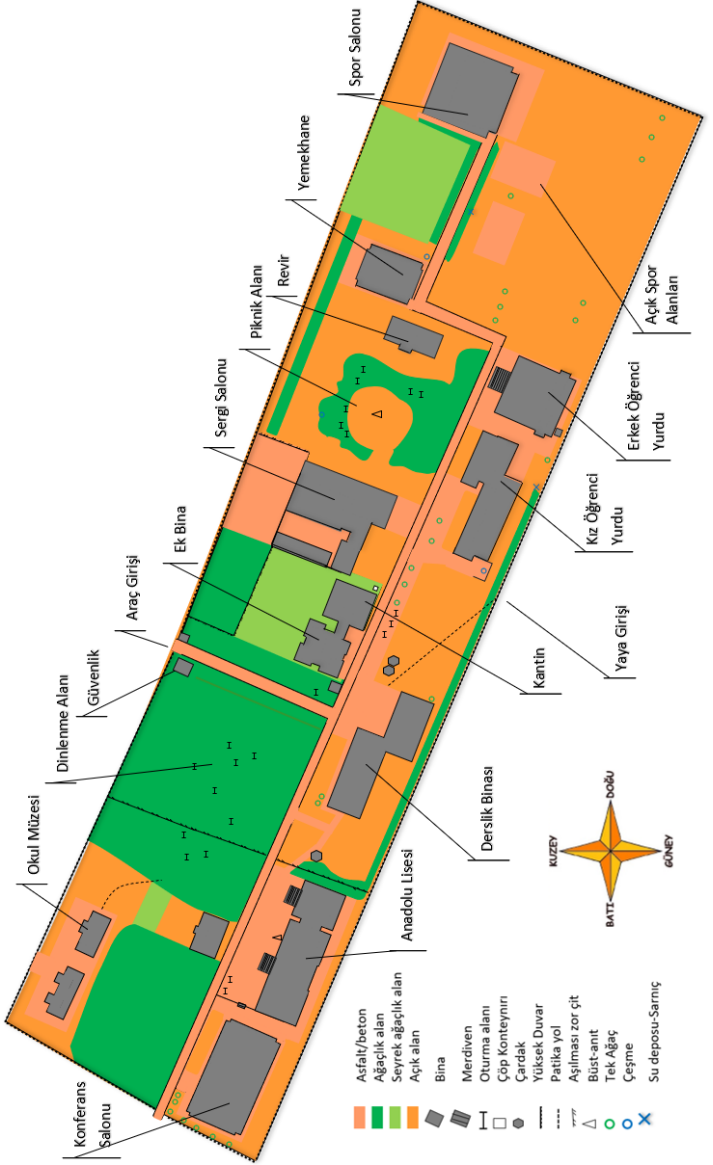 Konferans
Salonu
Okul Müzesi
Dinlenme Alanı
Güvenlik
Araç Girişi
Ek Bina
Sergi Salonu
Piknik Alanı
Revir
Yemekhane
Spor Salonu
Anadolu Lisesi
Derslik Binası
Kantin
Yaya Girişi
Kız Öğrenci
Yurdu
Erkek Öğrenci
Yurdu
Açık Spor
Alanları
Asfalt/beton
Ağaçlık alan
Seyrek ağaçlık alan
Açık alan
Bina
Merdiven
Oturma alanı
Çöp Konteynırı
Çardak
Yüksek Duvar
Patika yol
Aşılması zor çit
Büst-anıt
Tek Ağaç
Çeşme
Su deposu-Sarnıç
KUZEY
DOĞU
GÜNEY
BATI